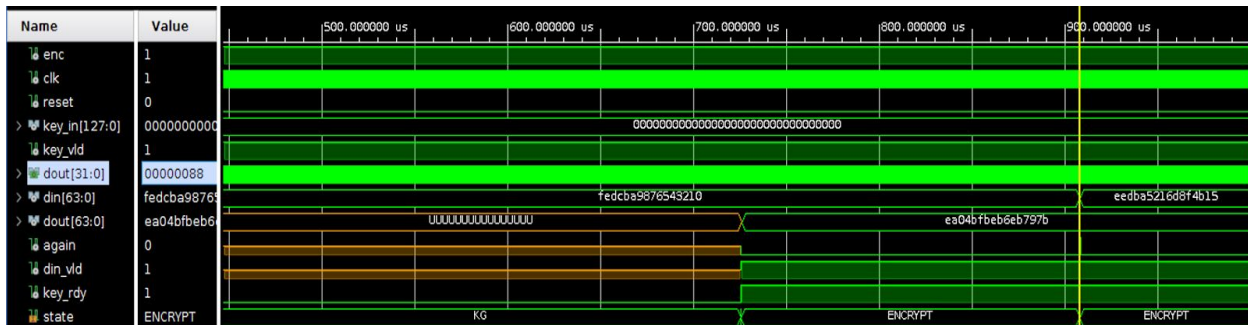 Name Value 500.000000 us 600.000000 us 700.000000 us 800.000000 us 900.000000 us
enc 1
clk 1
reset 0
key_in[127:0] 0000000000 00000000000000000000000000000000
key_vld 1
dout[31:0] 00000088
din[63:0] fedcba9876 fedcba9876543210 eedba5216d8f4b15
dout[63:0] ea04bfbeb6 UUUUUUUUUUUUUUUU ea04bfbeb6eb797b
again 0
din_vld 1
key_rdy 1
state ENCRYPT KG ENCRYPT ENCRYPT